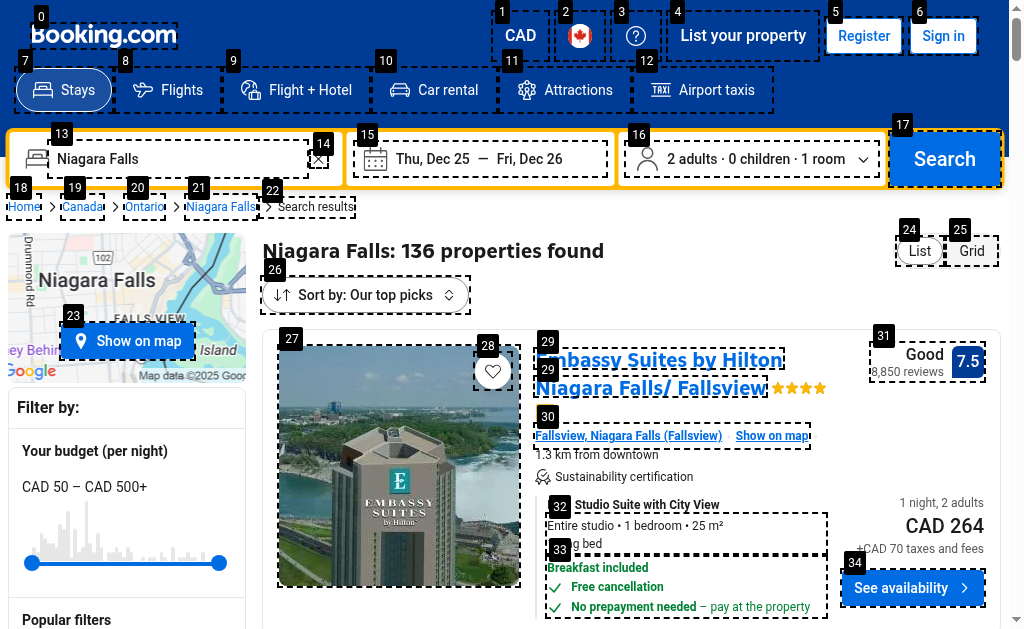 0
Booking.com
1
CAD
2
3
4
List your property
5
Register
6
Sign in
7
Stays
8
Flights
9
Flight + Hotel
10
Car rental
11
Attractions
12
Airport taxis
13
Niagara Falls
14
15
Thu, Dec 25 — Fri, Dec 26
16
2 adults · 0 children · 1 room
17
Search
18
Home
19
Canada
20
Ontario
21
Niagara Falls
22
Search results
Drummond Rd
102
Niagara Falls
FALLSVIEW
23
Show on map
Island
Google
Map data ©2025 Goog
Niagara Falls: 136 properties found
24
List
25
Grid
26
Sort by: Our top picks
Filter by:
Your budget (per night)
CAD 50 – CAD 500+
Popular filters
27
28
E
EMBASSY
SUITES
by Hilton
29
Embassy Suites by Hilton
29
Niagara Falls/ Fallsview
30
Fallsview, Niagara Falls (Fallsview)
Show on map
1.3 km from downtown
Sustainability certification
31
Good
8,850 reviews
7.5
32
Studio Suite with City View
Entire studio • 1 bedroom • 25 m²
33
bed
Breakfast included
Free cancellation
No prepayment needed – pay at the property
1 night, 2 adults
CAD 264
+CAD 70 taxes and fees
34
See availability